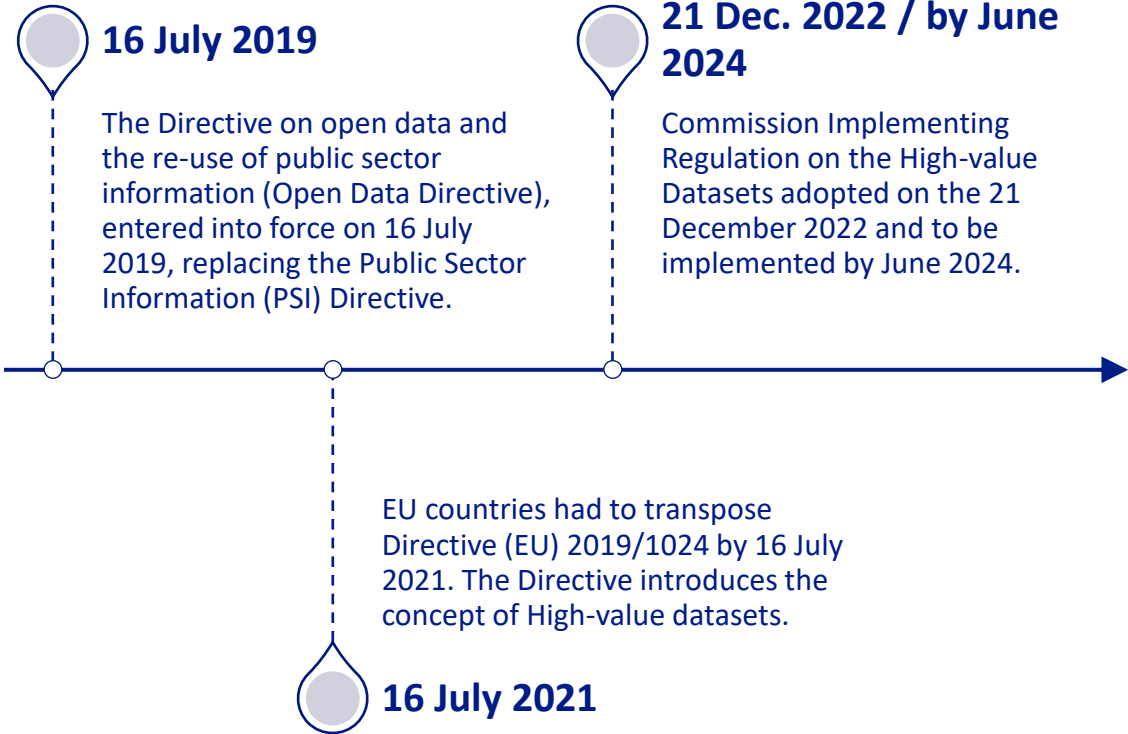 16 July 2019
The Directive on open data and
the re-use of public sector
information (Open Data Directive),
entered into force on 16 July
2019, replacing the Public Sector
Information (PSI) Directive.
21 Dec. 2022 / by June
2024
Commission Implementing
Regulation on the High-value
Datasets adopted on the 21
December 2022 and to be
implemented by June 2024.
EU countries had to transpose
Directive (EU) 2019/1024 by 16 July
2021. The Directive introduces the
concept of High-value datasets.
16 July 2021